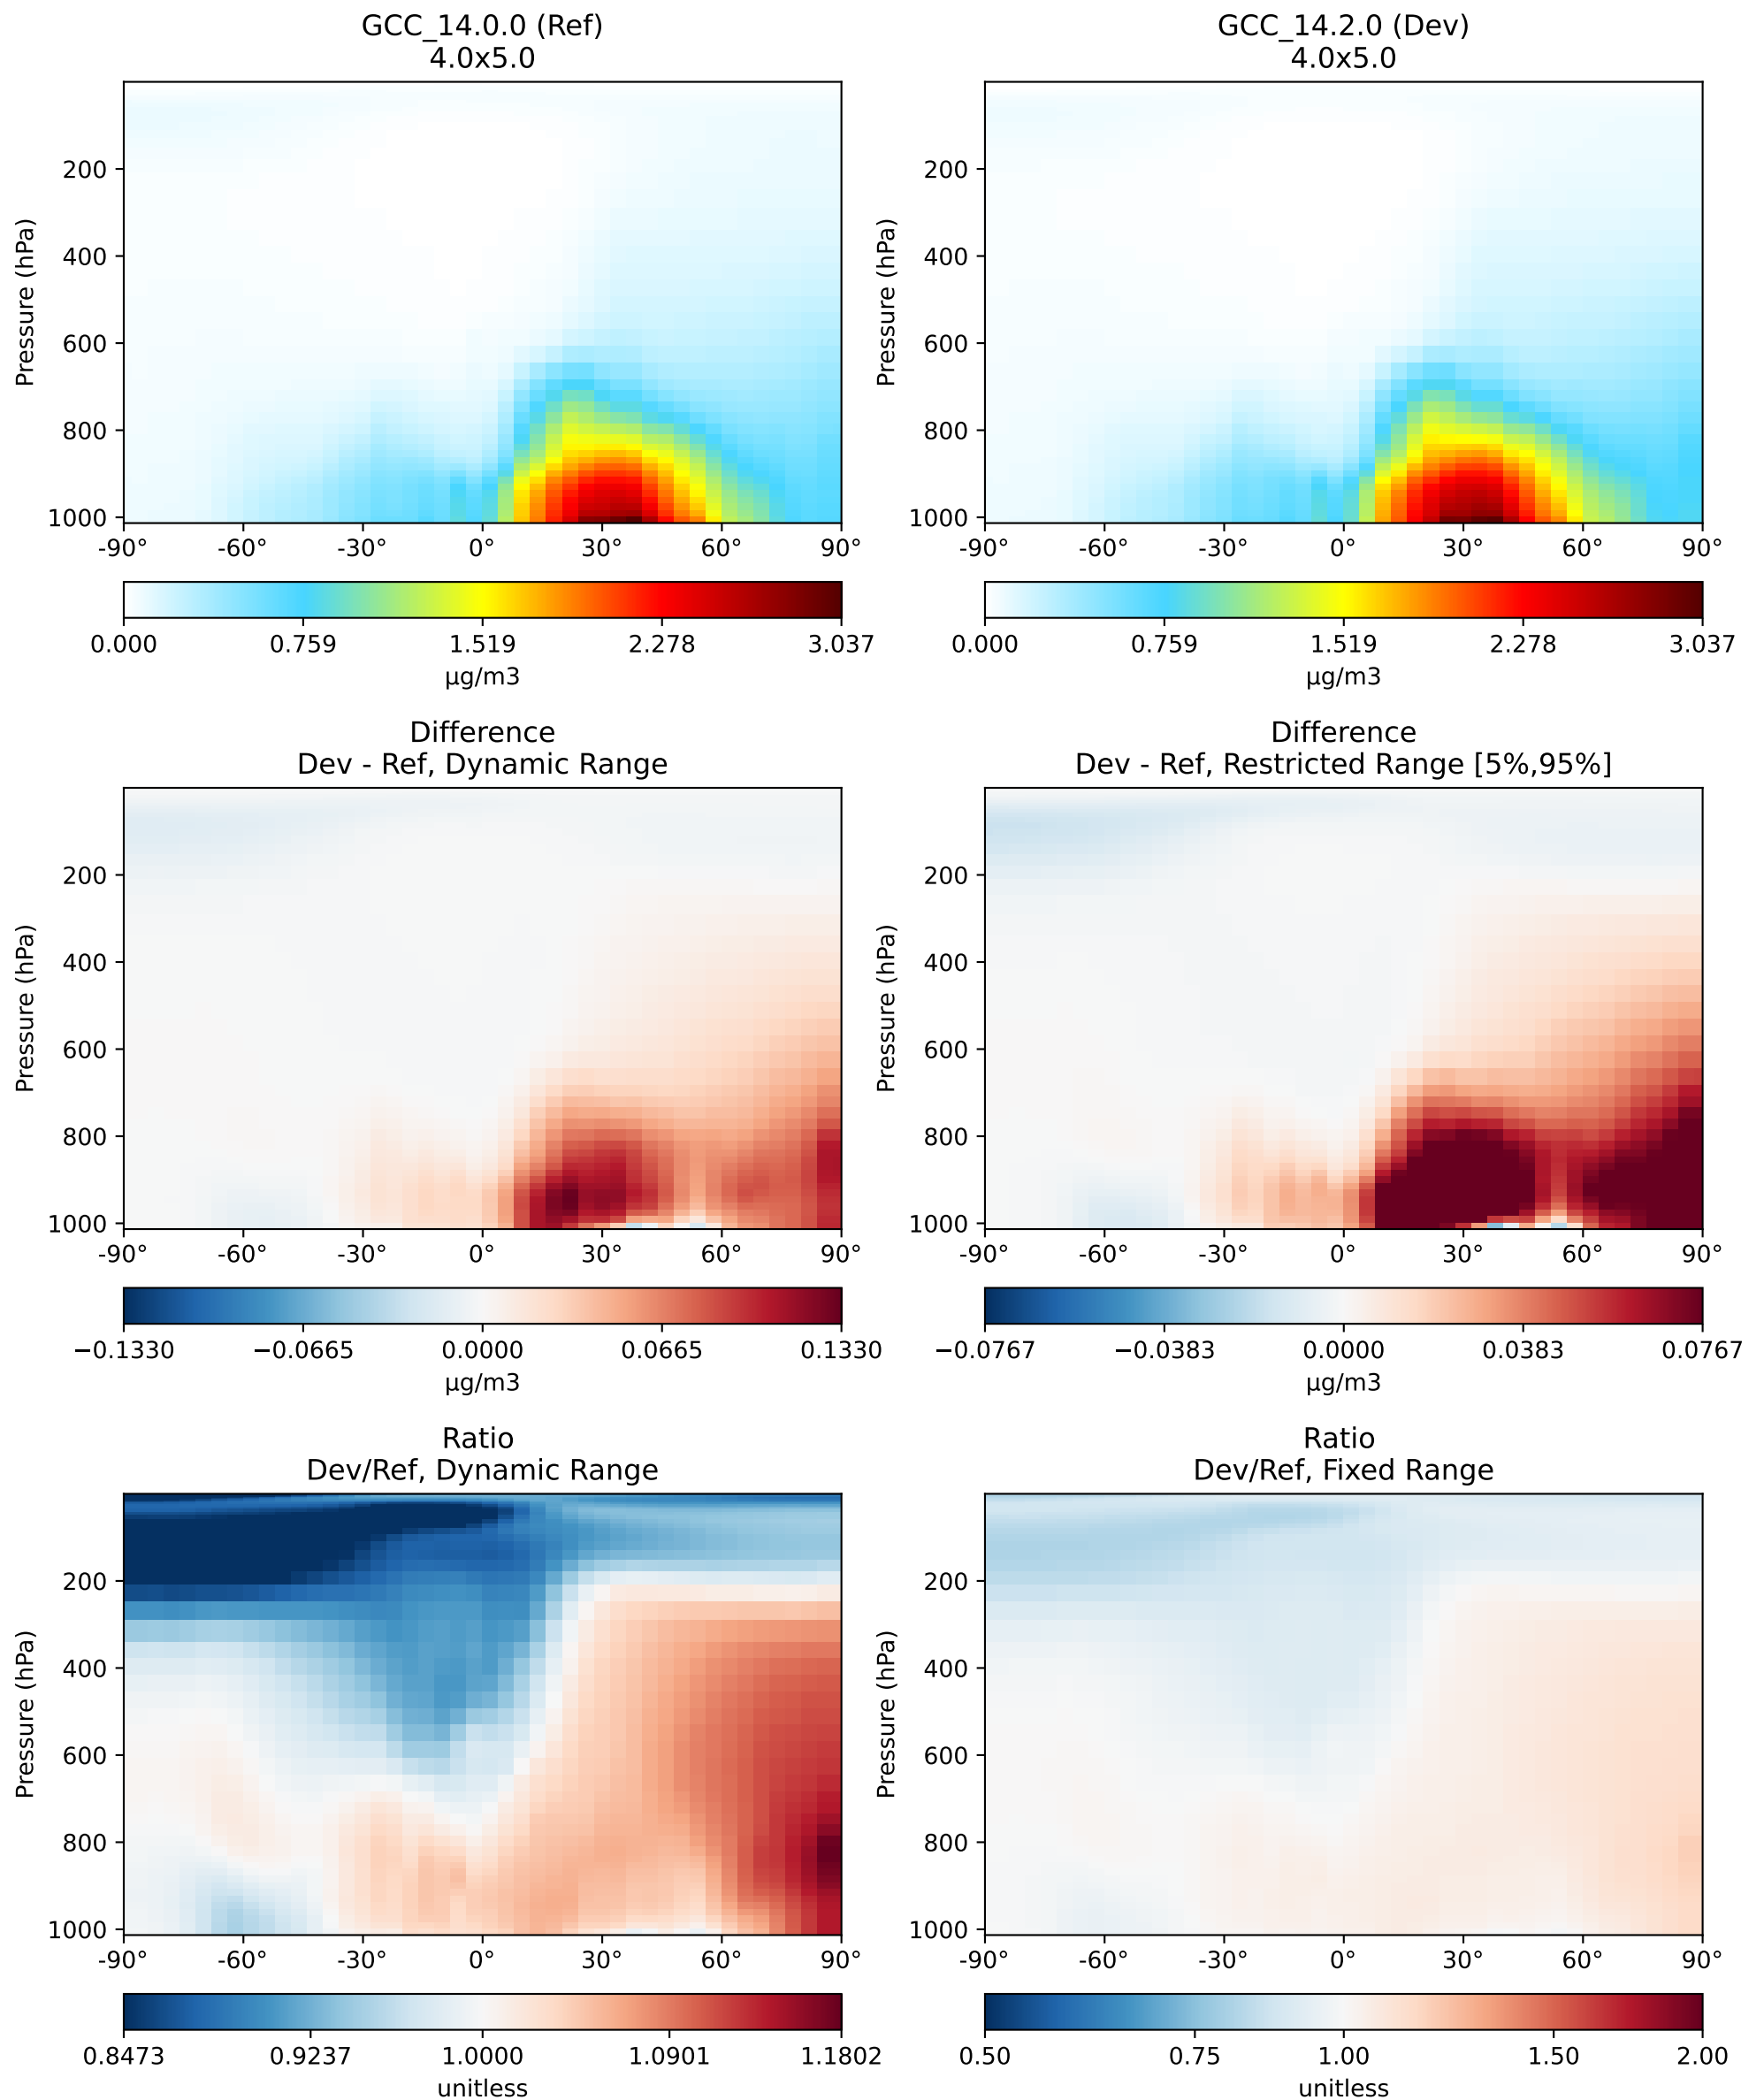 GCC_14.0.0 (Ref)
4.0x5.0
Pressure (hPa)
200
400
600
800
1000
-90° -60° -30° 0° 30° 60° 90°
0.000 0.759 1.519 2.278 3.037
µg/m3
GCC_14.2.0 (Dev)
4.0x5.0
Pressure (hPa)
200
400
600
800
1000
-90° -60° -30° 0° 30° 60° 90°
0.000 0.759 1.519 2.278 3.037
µg/m3
Difference
Dev - Ref, Dynamic Range
Pressure (hPa)
200
400
600
800
1000
-90° -60° -30° 0° 30° 60° 90°
−0.1330 −0.0665 0.0000 0.0665 0.1330
µg/m3
Difference
Dev - Ref, Restricted Range [5%,95%]
Pressure (hPa)
200
400
600
800
1000
-90° -60° -30° 0° 30° 60° 90°
−0.0767 −0.0383 0.0000 0.0383 0.0767
µg/m3
Ratio
Dev/Ref, Dynamic Range
Pressure (hPa)
200
400
600
800
1000
-90° -60° -30° 0° 30° 60° 90°
0.8473 0.9237 1.0000 1.0901 1.1802
unitless
Ratio
Dev/Ref, Fixed Range
Pressure (hPa)
200
400
600
800
1000
-90° -60° -30° 0° 30° 60° 90°
0.50 0.75 1.00 1.50 2.00
unitless